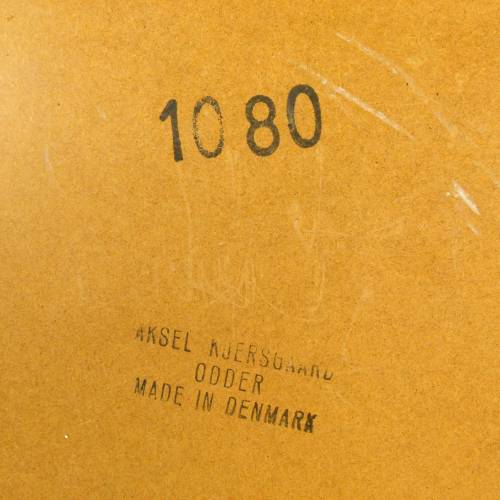 1080
AKSEL KJERSGAARD
ODDER
MADE IN DENMARK